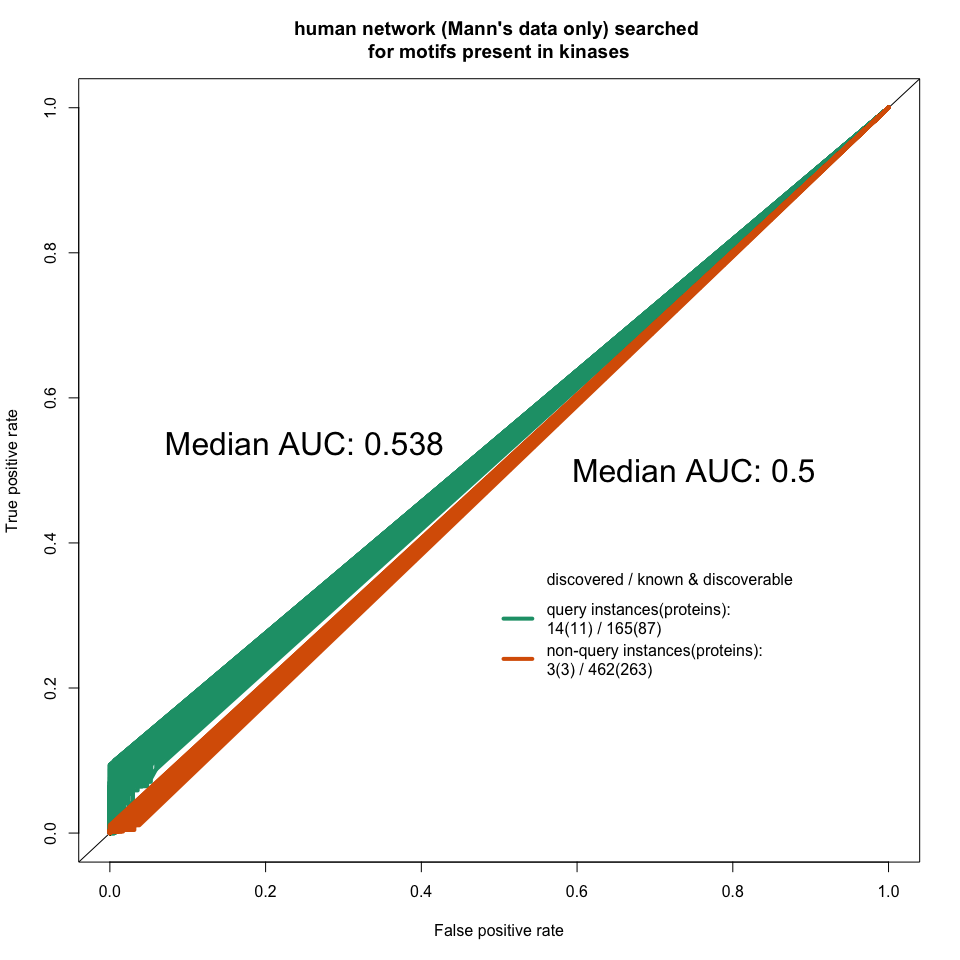 human network (Mann's data only) searched
for motifs present in kinases
True positive rate
1.0
0.8
0.6
0.4
0.2
0.0
Median AUC: 0.538
Median AUC: 0.5
discovered / known & discoverable
query instances(proteins):
14(11) / 165(87)
non-query instances(proteins):
3(3) / 462(263)
0.0 0.2 0.4 0.6 0.8 1.0
False positive rate